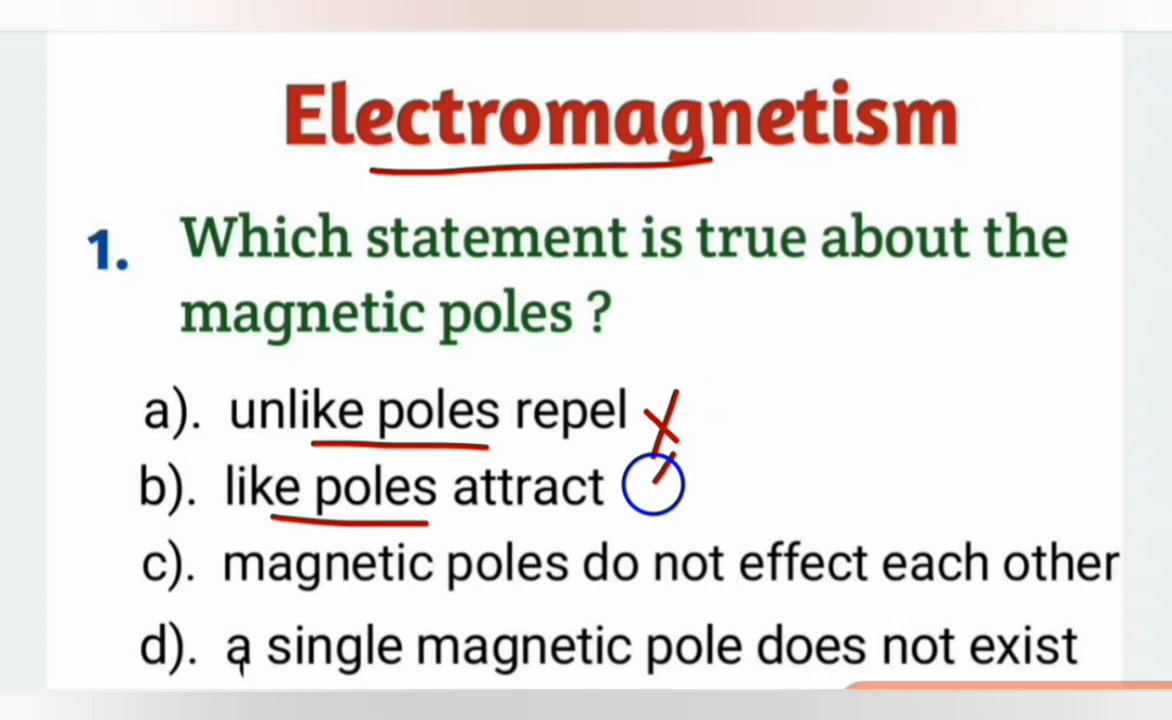 Electromagnetism
1. Which statement is true about the
magnetic poles ?
a). unlike poles repel
b). like poles attract
c). magnetic poles do not effect each other
d). a single magnetic pole does not exist